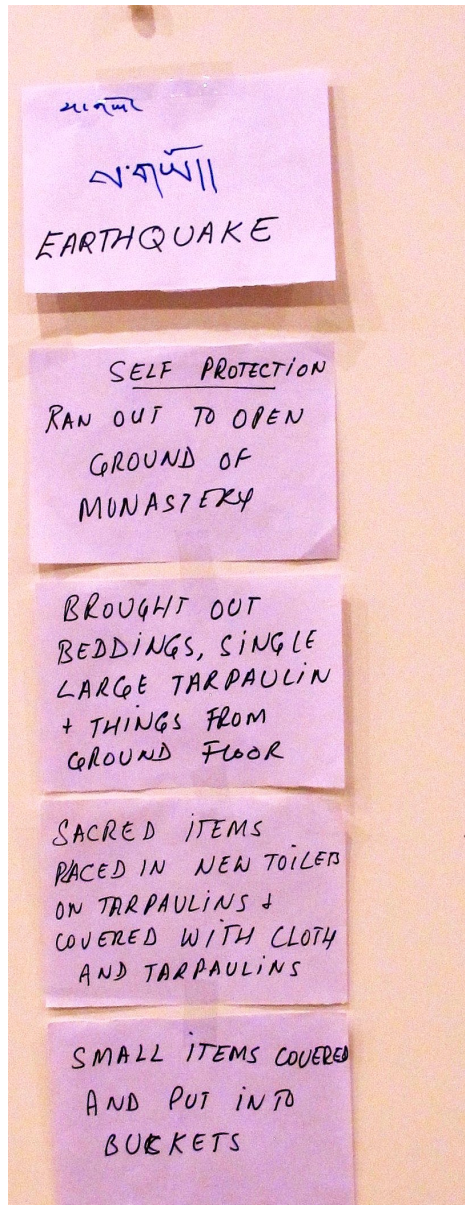 ས་གཡོ།།
EARTHQUAKE
SELF PROTECTION
RAN OUT TO OPEN
GROUND OF
MONASTERY
BROUGHT OUT
BEDDINGS, SINGLE
LARGE TARPAULIN
+ THINGS FROM
GROUND FLOOR
SACRED ITEMS
PLACED IN NEW TOILETS
ON TARPAULINS &
COVERED WITH CLOTH
AND TARPAULINS
SMALL ITEMS COVERED
AND PUT INTO
BUCKETS